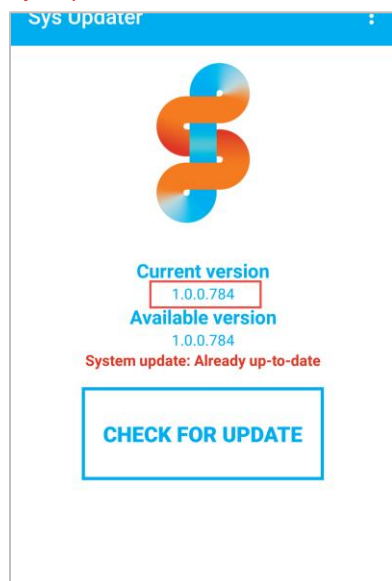 Sys Updater
Current version
1.0.0.784
Available version
1.0.0.784
System update: Already up-to-date
CHECK FOR UPDATE